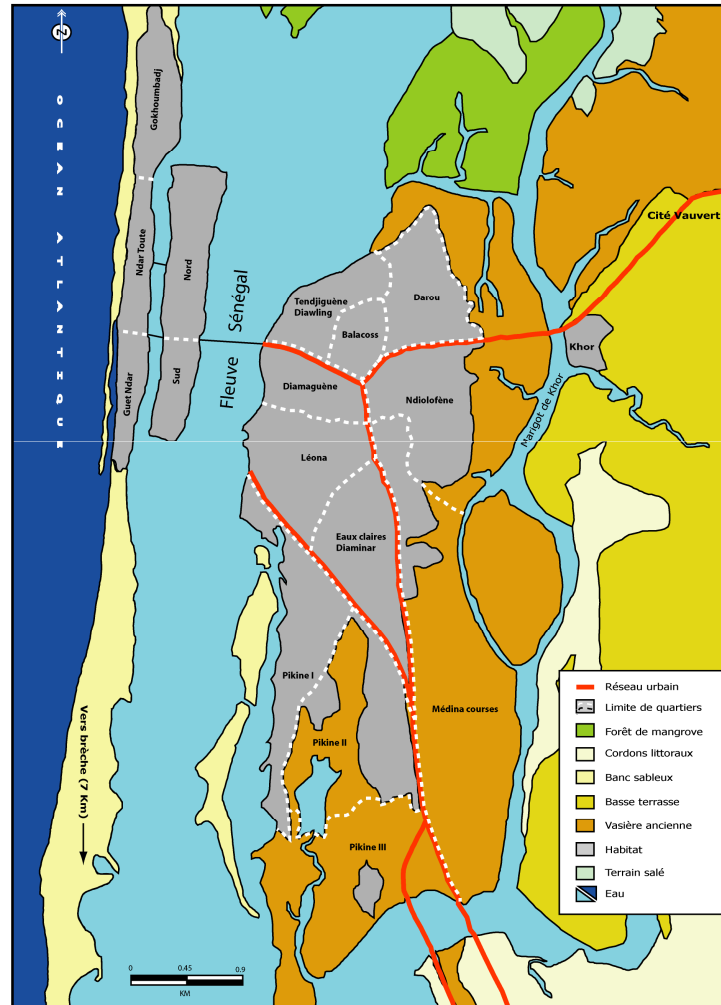 N
OCEAN ATLANTIQUE
Gokhoumbadj
Ndar Toute
Nord
Guet Ndar
Sud
Fleuve Sénégal
Tendjiguène
Diawling
Balacoss
Darou
Cité Vauvert
Khor
Diamaguène
Ndiolofène
Marigot de Khor
Léona
Eaux claires
Diaminar
Pikine I
Pikine II
Médina courses
Pikine III
Vers brèche (7 Km)
Réseau urbain
Limite de quartiers
Forêt de mangrove
Cordons littoraux
Banc sableux
Basse terrasse
Vasière ancienne
Habitat
Terrain salé
Eau
0 0.45 0.9
KM